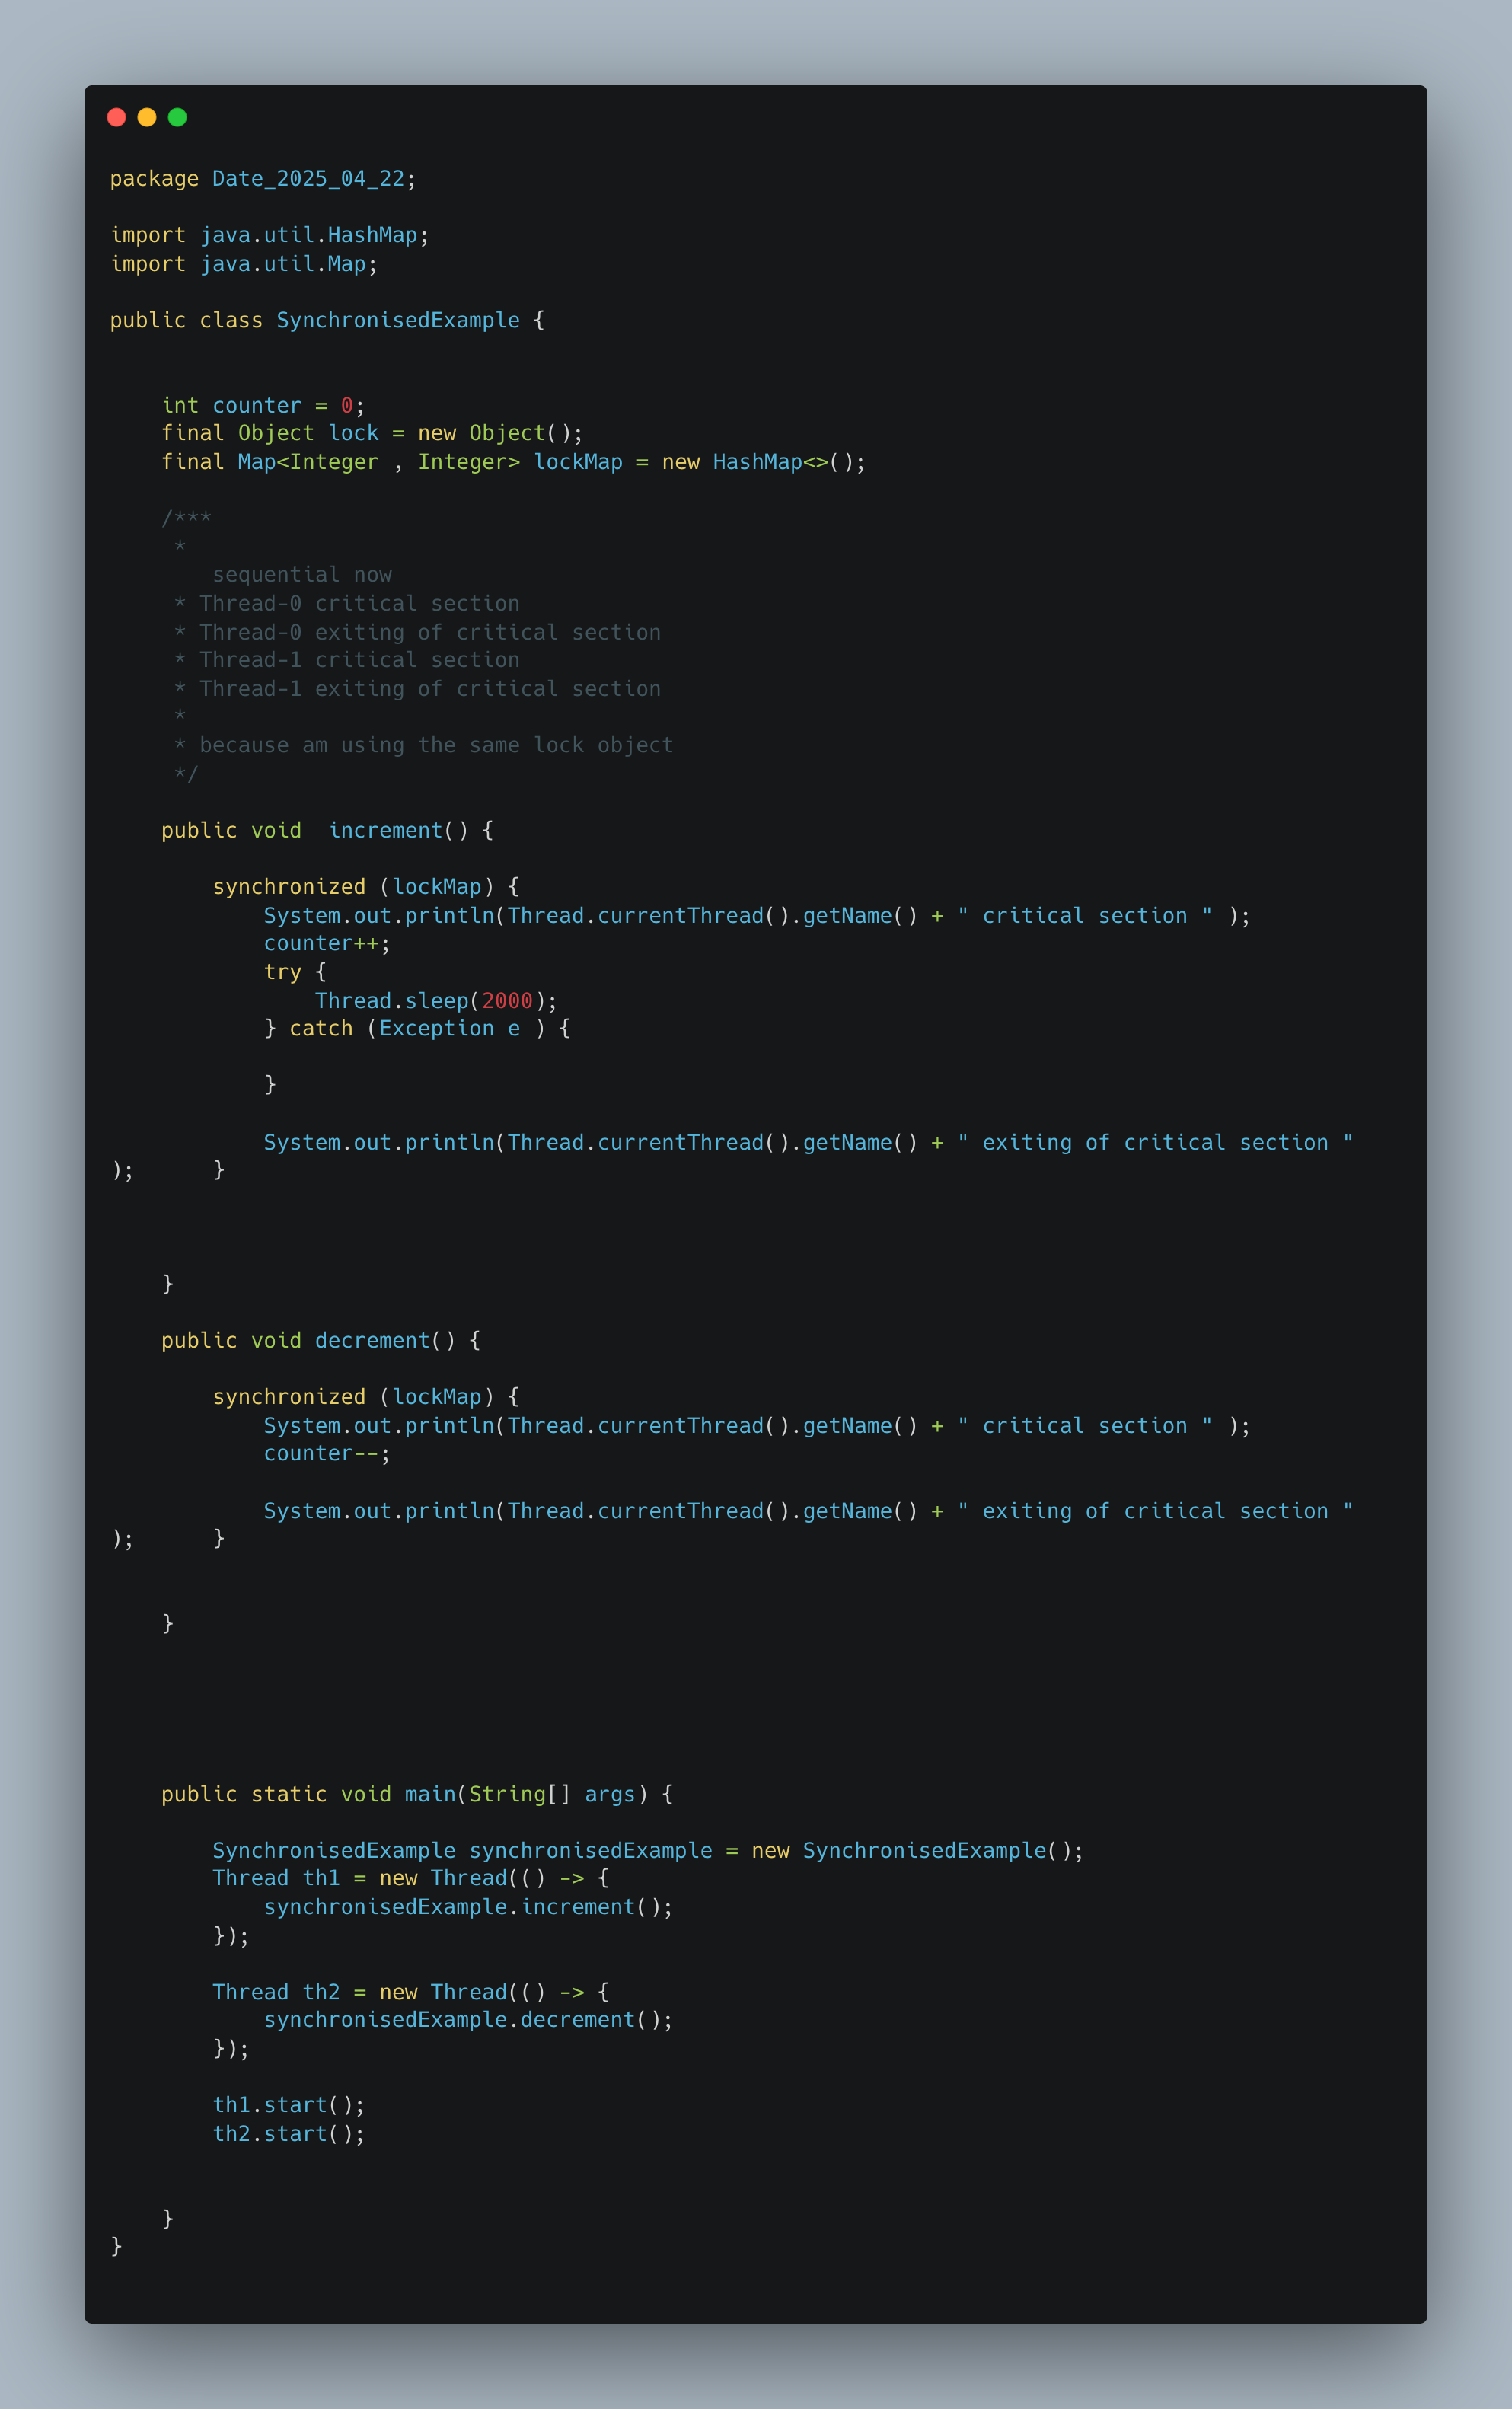 package Date_2025_04_22;

import java.util.HashMap;
import java.util.Map;

public class SynchronisedExample {


    int counter = 0;
    final Object lock = new Object();
    final Map<Integer , Integer> lockMap = new HashMap<>();

    /***
     *
        sequential now
     * Thread-0 critical section
     * Thread-0 exiting of critical section
     * Thread-1 critical section
     * Thread-1 exiting of critical section
     *
     * because am using the same lock object
     */

    public void  increment() {

        synchronized (lockMap) {
            System.out.println(Thread.currentThread().getName() + " critical section " );
            counter++;
            try {
                Thread.sleep(2000);
            } catch (Exception e ) {

            }

            System.out.println(Thread.currentThread().getName() + " exiting of critical section "
);      }



    }

    public void decrement() {

        synchronized (lockMap) {
            System.out.println(Thread.currentThread().getName() + " critical section " );
            counter--;

            System.out.println(Thread.currentThread().getName() + " exiting of critical section "
);      }


    }





    public static void main(String[] args) {

        SynchronisedExample synchronisedExample = new SynchronisedExample();
        Thread th1 = new Thread(() -> {
            synchronisedExample.increment();
        });

        Thread th2 = new Thread(() -> {
            synchronisedExample.decrement();
        });

        th1.start();
        th2.start();


    }
}